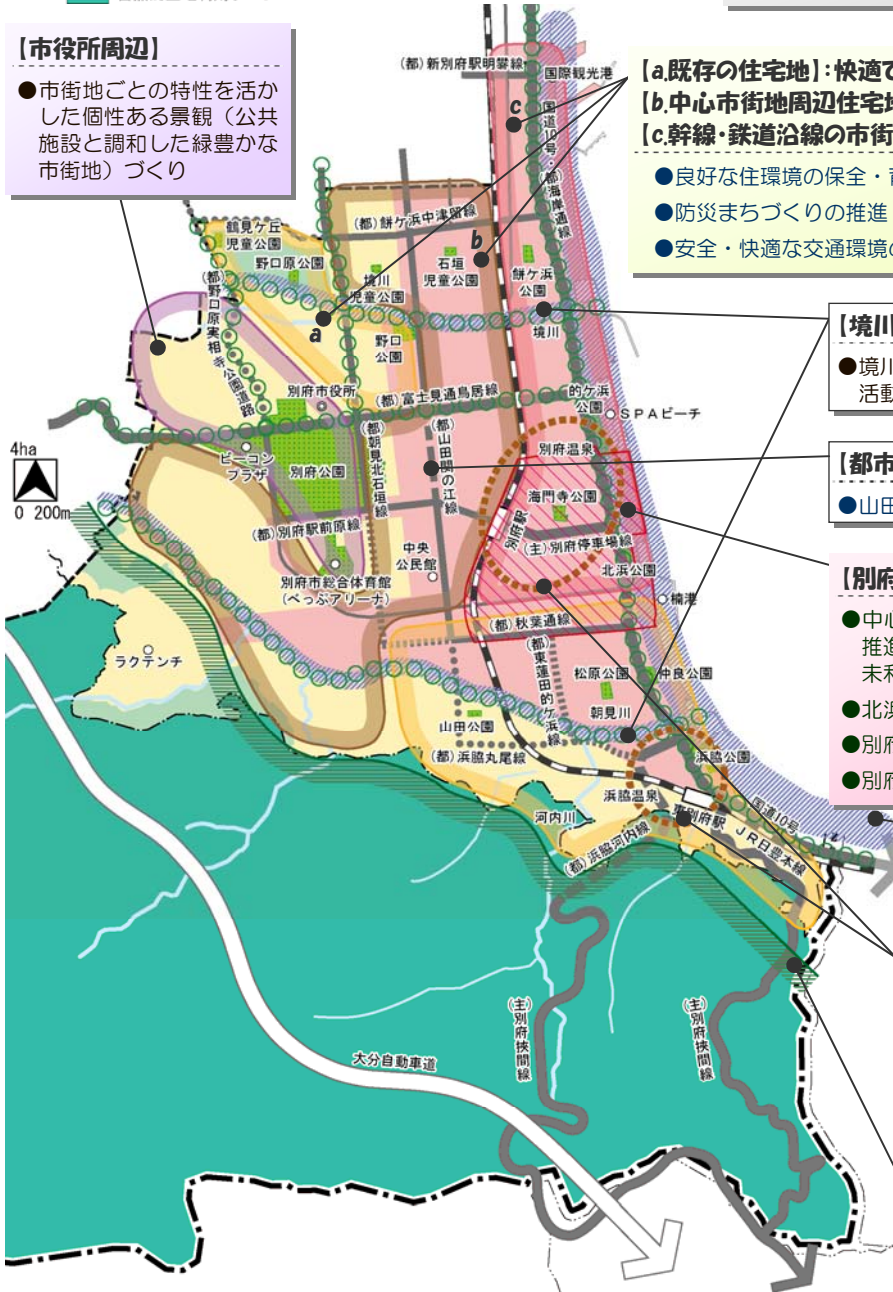 【市役所周辺】
●市街地ごとの特性を活か
した個性ある景観（公共
施設と調和した緑豊かな
市街地）づくり
【a.既存の住宅地】：快適で
【b.中心市街地周辺住宅地
【c.幹線・鉄道沿線の市街
●良好な住環境の保全・
●防災まちづくりの推進
●安全・快適な交通環境の
【境川
●境川
活動
【都市
●山田
【別府
●中心
推進
未利
●北浜
●別府
●別府
(都)新別府駅明礬線
国際観光港
c
国道10号・(都)海岸通線
(都)餅ケ浜中津留線
鶴見ケ丘
児童公園
野口原公園
b
石垣
児童公園
餅ケ浜
公園
境川
児童公園
a
野口
公園
境川
(都)野口原実相寺公園道路
別府市役所
(都)富士見通鳥居線
的ケ浜
公園
SPAビーチ
ビーコン
プラザ
別府公園
(都)朝見北石垣線
(都)山田関の江線
別府温泉
海門寺公園
別府駅
4ha
0 200m
(都)別府駅前原線
(主)別府停車場線
中央
公民館
北浜公園
別府市総合体育館
(べっぷアリーナ)
楠港
(都)秋葉通線
ラクテンチ
(都)東蓮田的ケ浜線
松原公園
仲良公園
朝見川
山田公園
(都)浜脇丸尾線
浜脇公園
浜脇温泉
国道10号
東別府駅
JR日豊本線
河内川
(都)浜脇河内線
(主)別府挾間線
(主)別府挾間線
大分自動車道